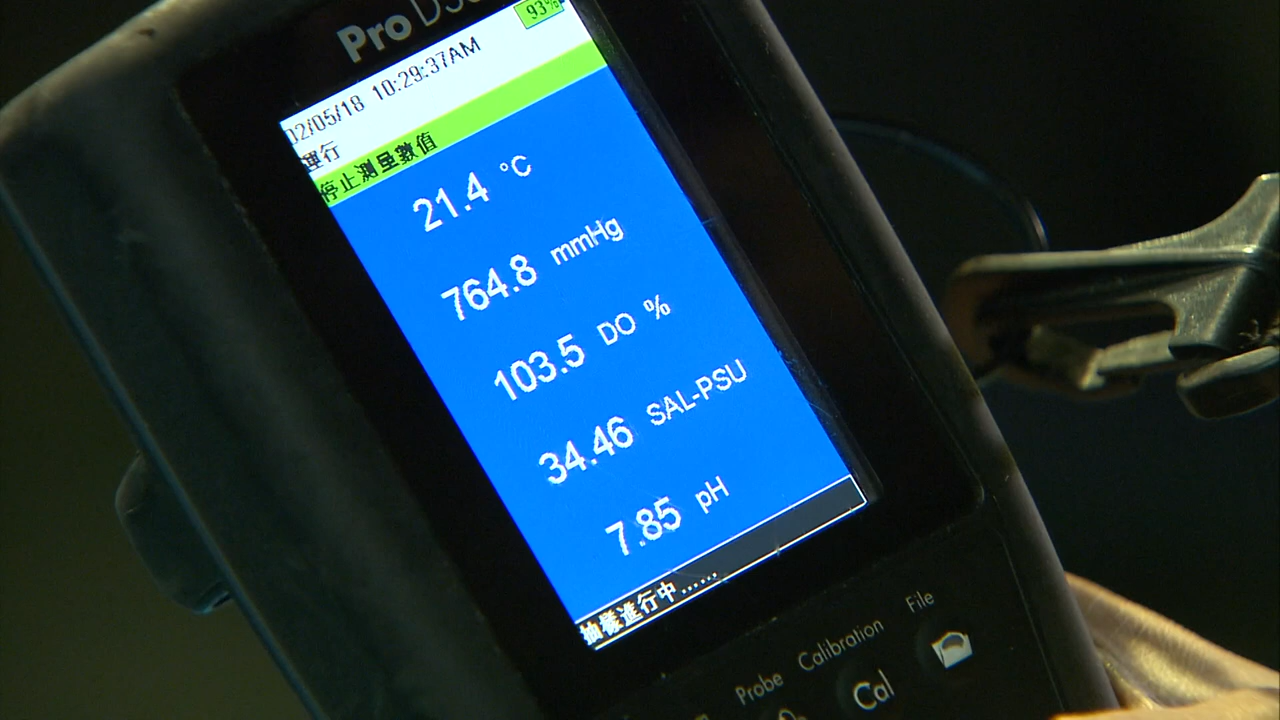 Pro
93%
02/05/18 10:29:37AM
運行
停止測量數值
21.4 °C
764.8 mmHg
103.5 DO %
34.46 SAL-PSU
7.85 pH
抽樣進行中......
File
Calibration
Probe
Cal